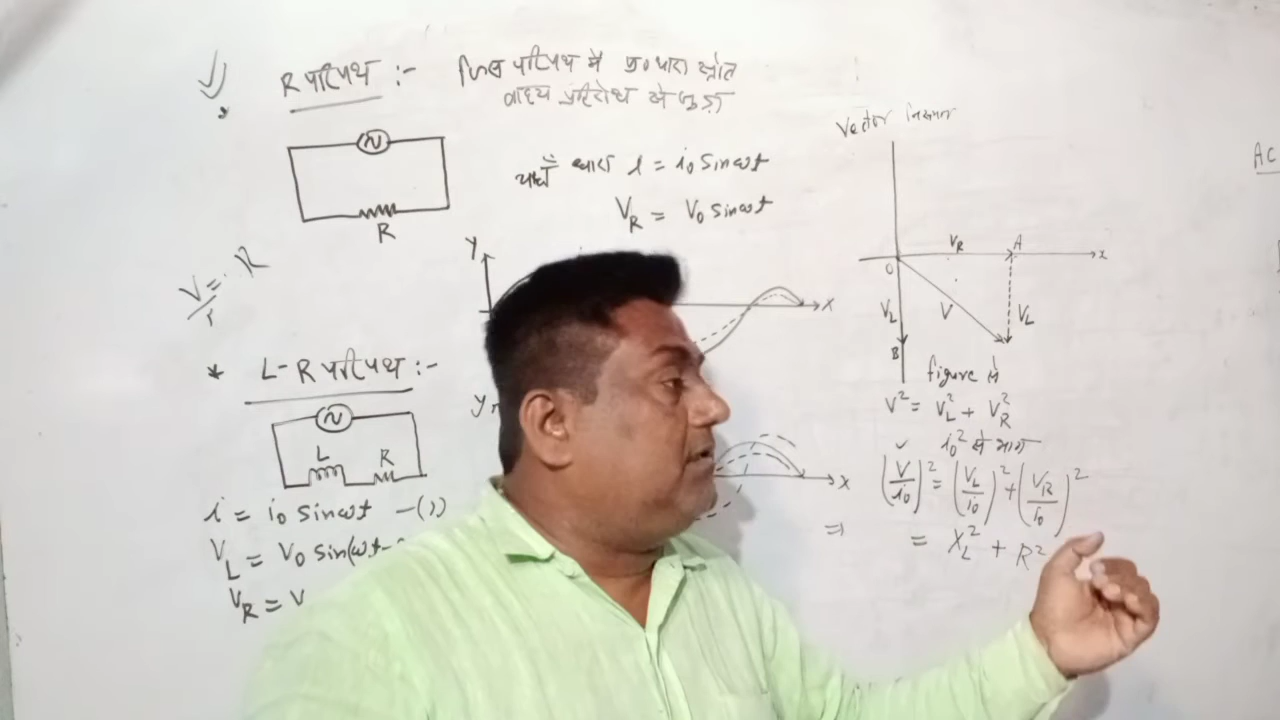 R परिपथ :- जिस परिपथ में प्र० धारा स्रोत
वाह्य प्रतिरोध से जुड़ा
R
यहाँ धारा i = i₀ Sinωt
V_R = V₀ Sinωt
V/i = R
Y
X
* L-R परिपथ :-
L
R
i = i₀ Sinωt -(1)
V_L = V₀ Sin(ωt-
V_R = V
Y
X
Vector
O
V_R
A
x
V_L
V
V_L
B
figure से
V² = V_L² + V_R²
i₀² से भाग
(V/i₀)² = (V_L/i₀)² + (V_R/i₀)²
⇒ = X_L² + R²
AC